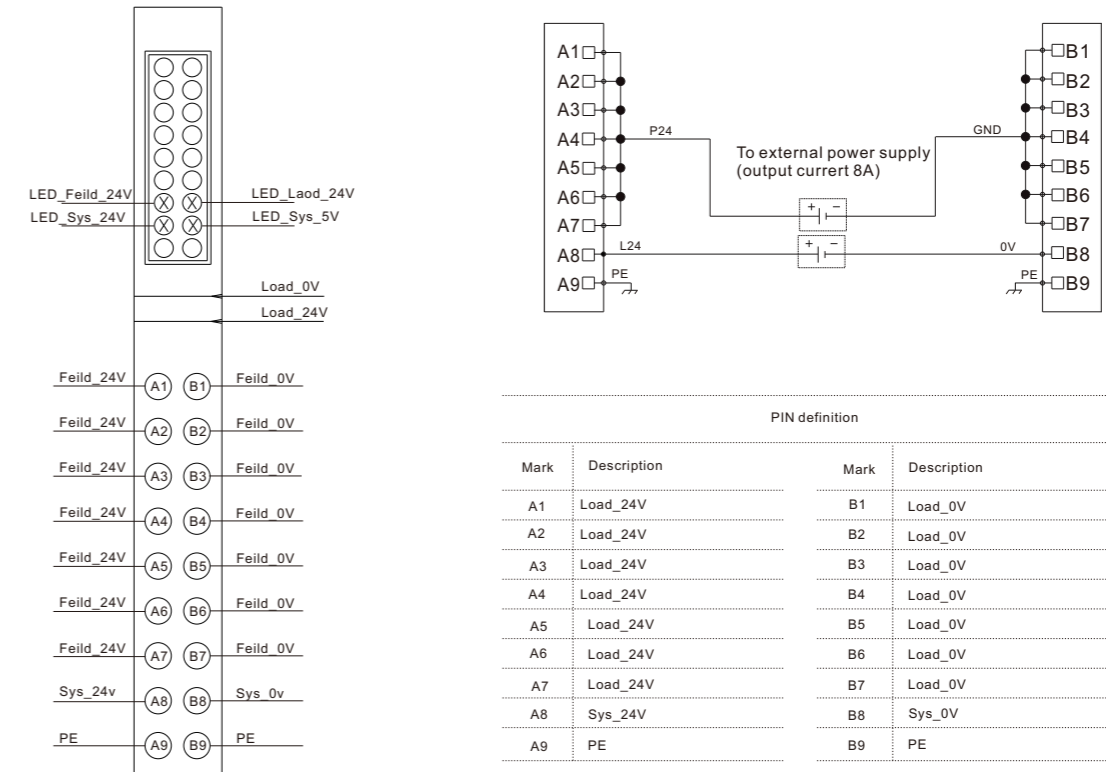 LED_Feild_24V LED_Laod_24V
LED_Sys_24V LED_Sys_5V
Load_0V
Load_24V
Feild_24V A1 B1 Feild_0V
Feild_24V A2 B2 Feild_0V
Feild_24V A3 B3 Feild_0V
Feild_24V A4 B4 Feild_0V
Feild_24V A5 B5 Feild_0V
Feild_24V A6 B6 Feild_0V
Feild_24V A7 B7 Feild_0V
Sys_24v A8 B8 Sys_0v
PE A9 B9 PE
A1 B1
A2 B2
A3 B3
A4 P24 GND B4
To external power supply
(output currert 8A)
A5 B5
A6 B6
+ −
A7 B7
A8 L24 + − 0V B8
A9 PE PE B9
PIN definition
Mark Description Mark Description
A1 Load_24V B1 Load_0V
A2 Load_24V B2 Load_0V
A3 Load_24V B3 Load_0V
A4 Load_24V B4 Load_0V
A5 Load_24V B5 Load_0V
A6 Load_24V B6 Load_0V
A7 Load_24V B7 Load_0V
A8 Sys_24V B8 Sys_0V
A9 PE B9 PE